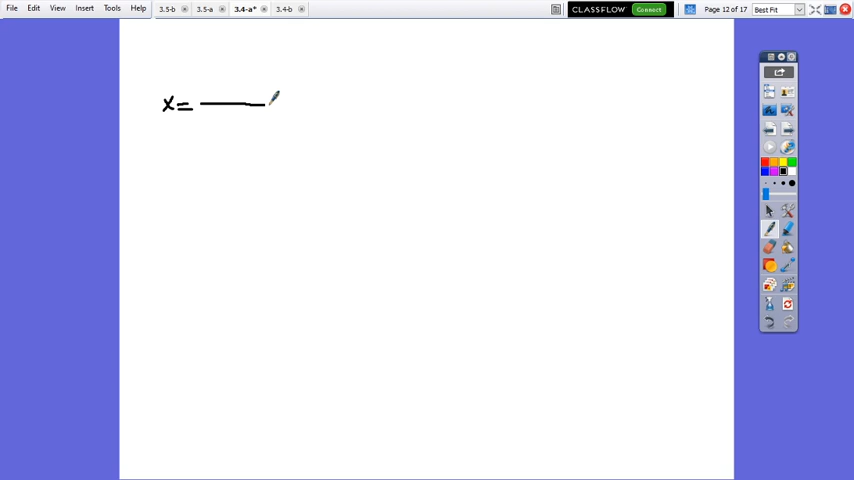 File Edit View Insert Tools Help 3.5-b 3.5-a 3.4-a* 3.4-b CLASSFLOW Connect Page 12 of 17 Best Fit
x=